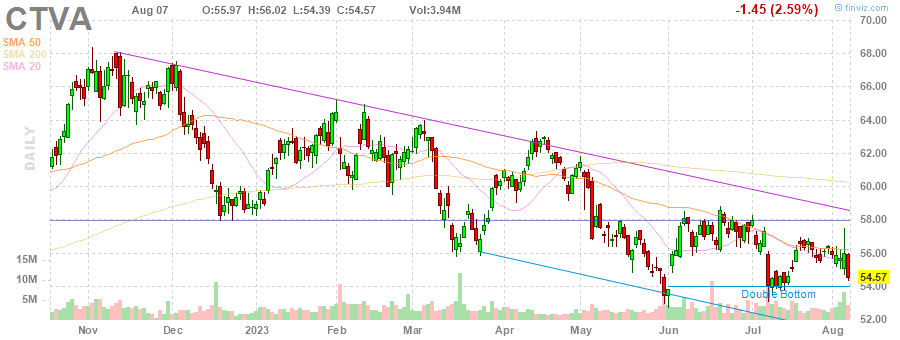 CTVA
Aug 07 O:55.97 H:56.02 L:54.39 C:54.57 Vol:3.94M
-1.45 (2.59%)
© finviz.com
SMA 50
SMA 200
SMA 20
DAILY
70.00
68.00
66.00
64.00
62.00
60.00
58.00
56.00
54.57
54.00
52.00
15M
10M
5M
Double Bottom
Nov Dec 2023 Feb Mar Apr May Jun Jul Aug